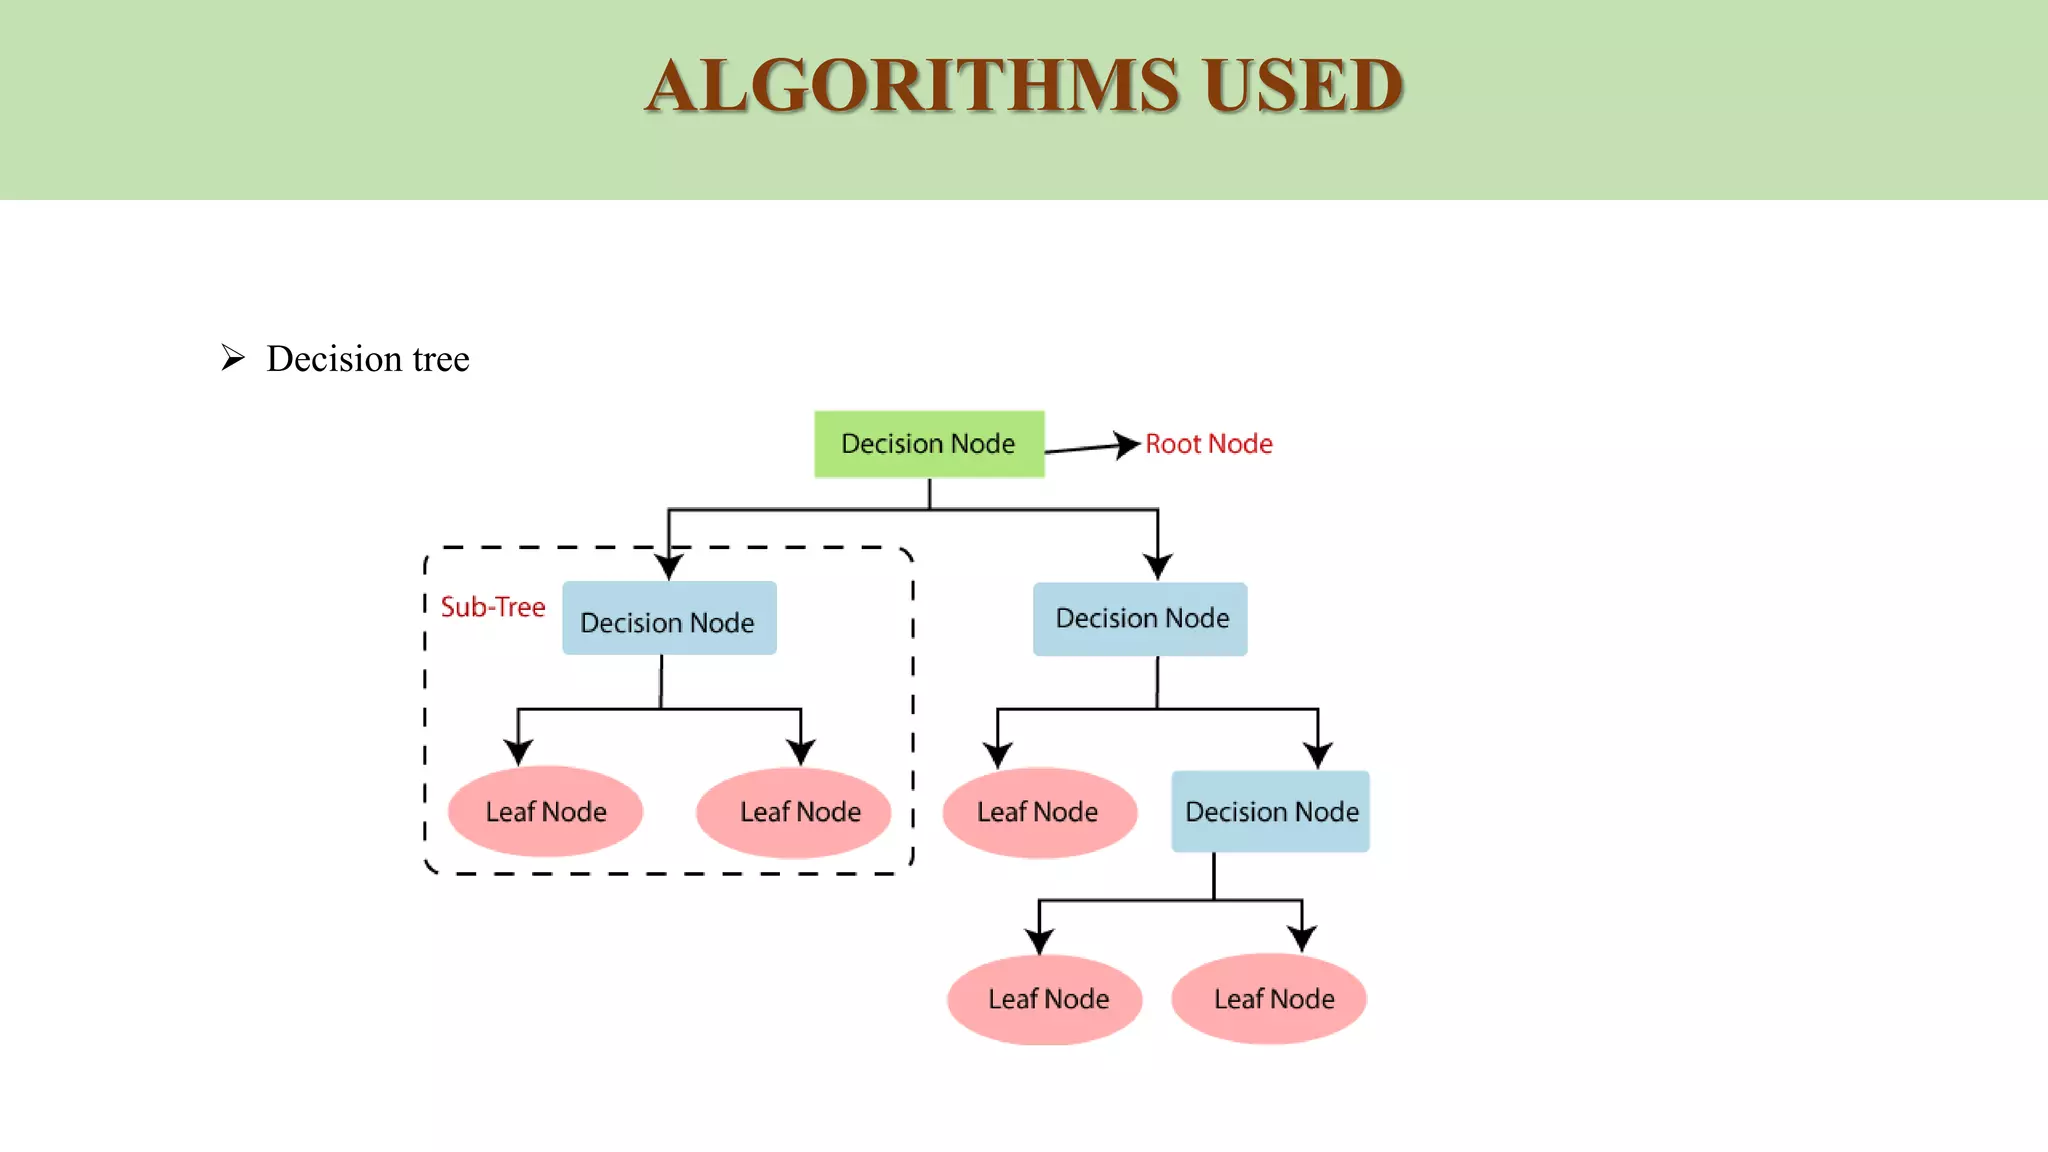 ALGORITHMS USED
Decision tree
Decision Node
Root Node
Sub-Tree
Decision Node
Decision Node
Leaf Node
Leaf Node
Leaf Node
Decision Node
Leaf Node
Leaf Node